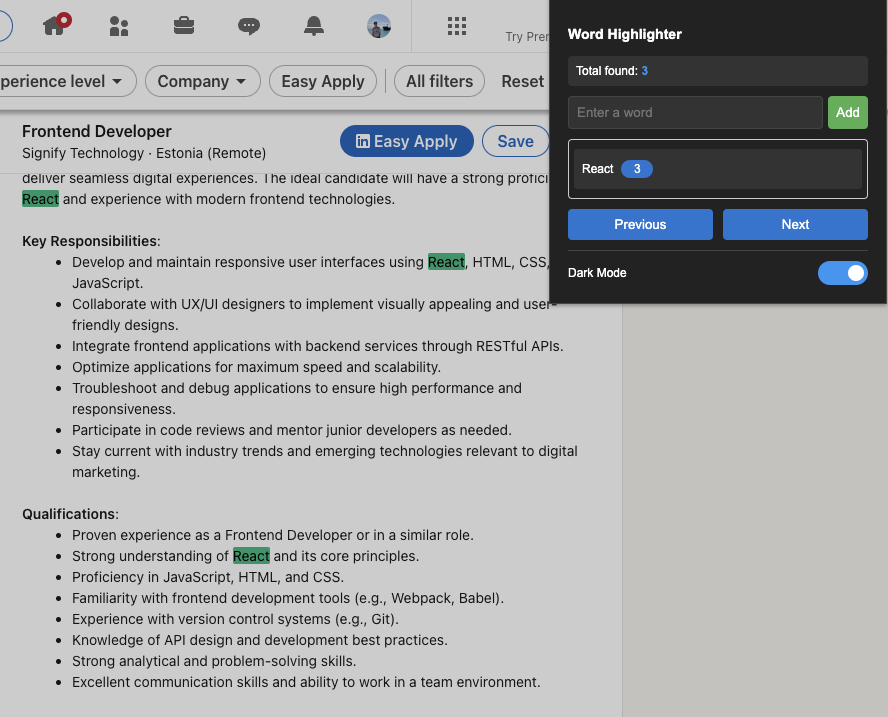 Try Pre
perience level
Company
Easy Apply
All filters
Reset
Frontend Developer
Signify Technology · Estonia (Remote)
in Easy Apply
Save
deliver seamless digital experiences. The ideal candidate will have a strong profici
React and experience with modern frontend technologies.
Key Responsibilities:
Develop and maintain responsive user interfaces using React, HTML, CSS,
JavaScript.
Collaborate with UX/UI designers to implement visually appealing and user-
friendly designs.
Integrate frontend applications with backend services through RESTful APIs.
Optimize applications for maximum speed and scalability.
Troubleshoot and debug applications to ensure high performance and
responsiveness.
Participate in code reviews and mentor junior developers as needed.
Stay current with industry trends and emerging technologies relevant to digital
marketing.
Qualifications:
Proven experience as a Frontend Developer or in a similar role.
Strong understanding of React and its core principles.
Proficiency in JavaScript, HTML, and CSS.
Familiarity with frontend development tools (e.g., Webpack, Babel).
Experience with version control systems (e.g., Git).
Knowledge of API design and development best practices.
Strong analytical and problem-solving skills.
Excellent communication skills and ability to work in a team environment.
Word Highlighter
Total found: 3
Enter a word
Add
React 3
Previous
Next
Dark Mode